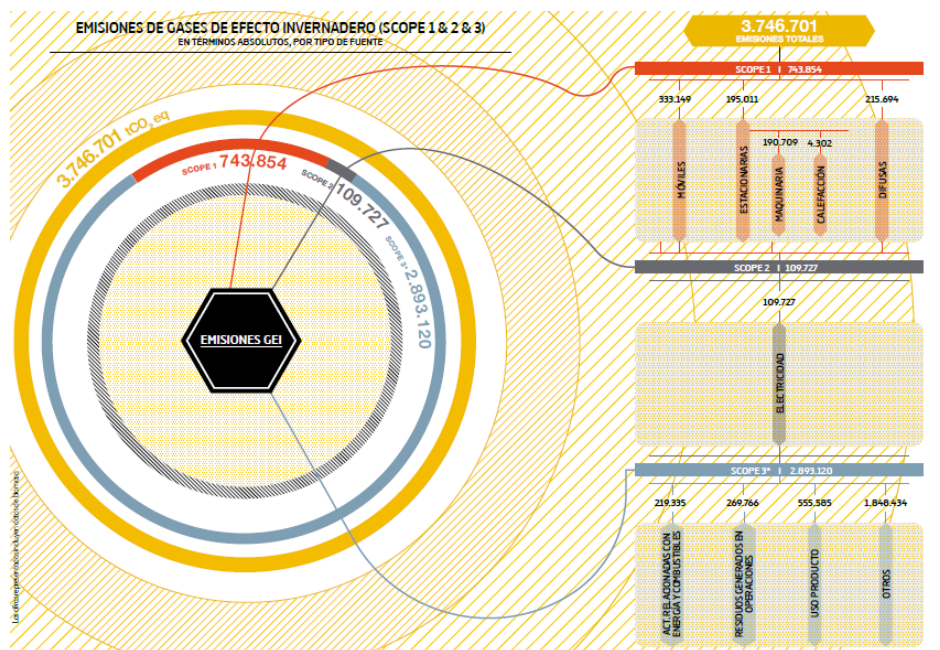 EMISIONES DE GASES DE EFECTO INVERNADERO (SCOPE 1 & 2 & 3)
EN TÉRMINOS ABSOLUTOS, POR TIPO DE FUENTE
3.746.701 tCO2 eq
SCOPE 1 743.854
SCOPE 2 109.727
SCOPE 3* 2.893.120
EMISIONES GEI
3.746.701
EMISIONES TOTALES
SCOPE 1 | 743.854
333.149
195.011
215.694
190.709
4.302
MÓVILES
ESTACIONARIAS
MAQUINARIA
CALEFACCIÓN
DIFUSAS
SCOPE 2 | 109.727
109.727
ELECTRICIDAD
SCOPE 3* | 2.893.120
219.335
269.766
555.585
1.848.434
ACT. RELACIONADAS CON
ENERGÍA Y COMBUSTIBLES
RESIDUOS GENERADOS EN
OPERACIONES
USO PRODUCTO
OTROS